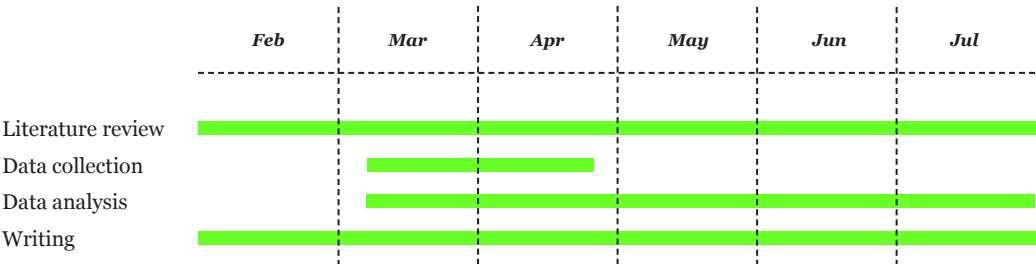 Feb Mar Apr May Jun Jul
Literature review
Data collection
Data analysis
Writing